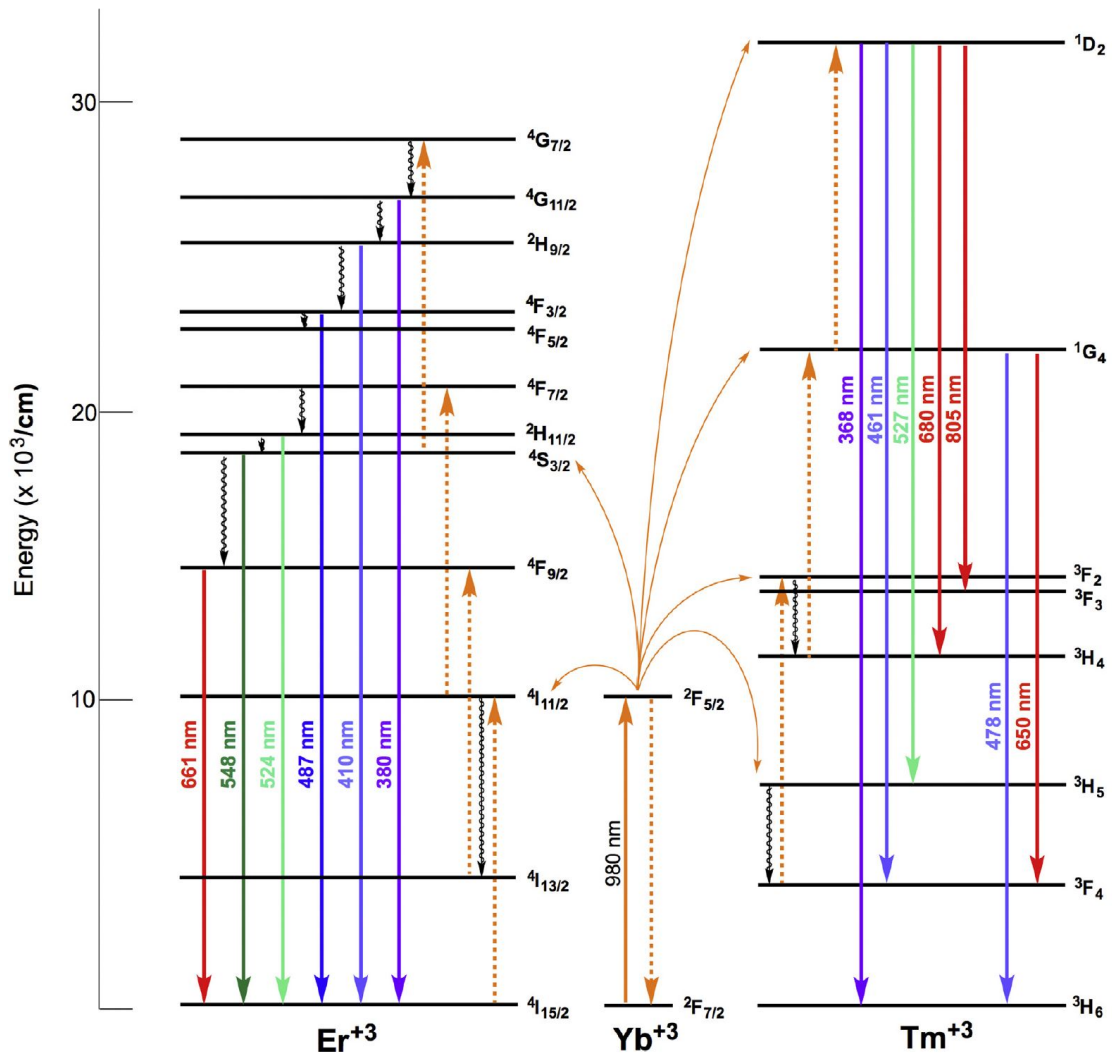 Energy (x 10³/cm)
30
20
10
⁴G₇/₂
⁴G₁₁/₂
²H₉/₂
⁴F₃/₂
⁴F₅/₂
⁴F₇/₂
²H₁₁/₂
⁴S₃/₂
⁴F₉/₂
⁴I₁₁/₂
⁴I₁₃/₂
⁴I₁₅/₂
661 nm
548 nm
524 nm
487 nm
410 nm
380 nm
Er⁺³
²F₅/₂
980 nm
²F₇/₂
Yb⁺³
¹D₂
¹G₄
368 nm
461 nm
527 nm
680 nm
805 nm
³F₂
³F₃
³H₄
478 nm
650 nm
³H₅
³F₄
³H₆
Tm⁺³